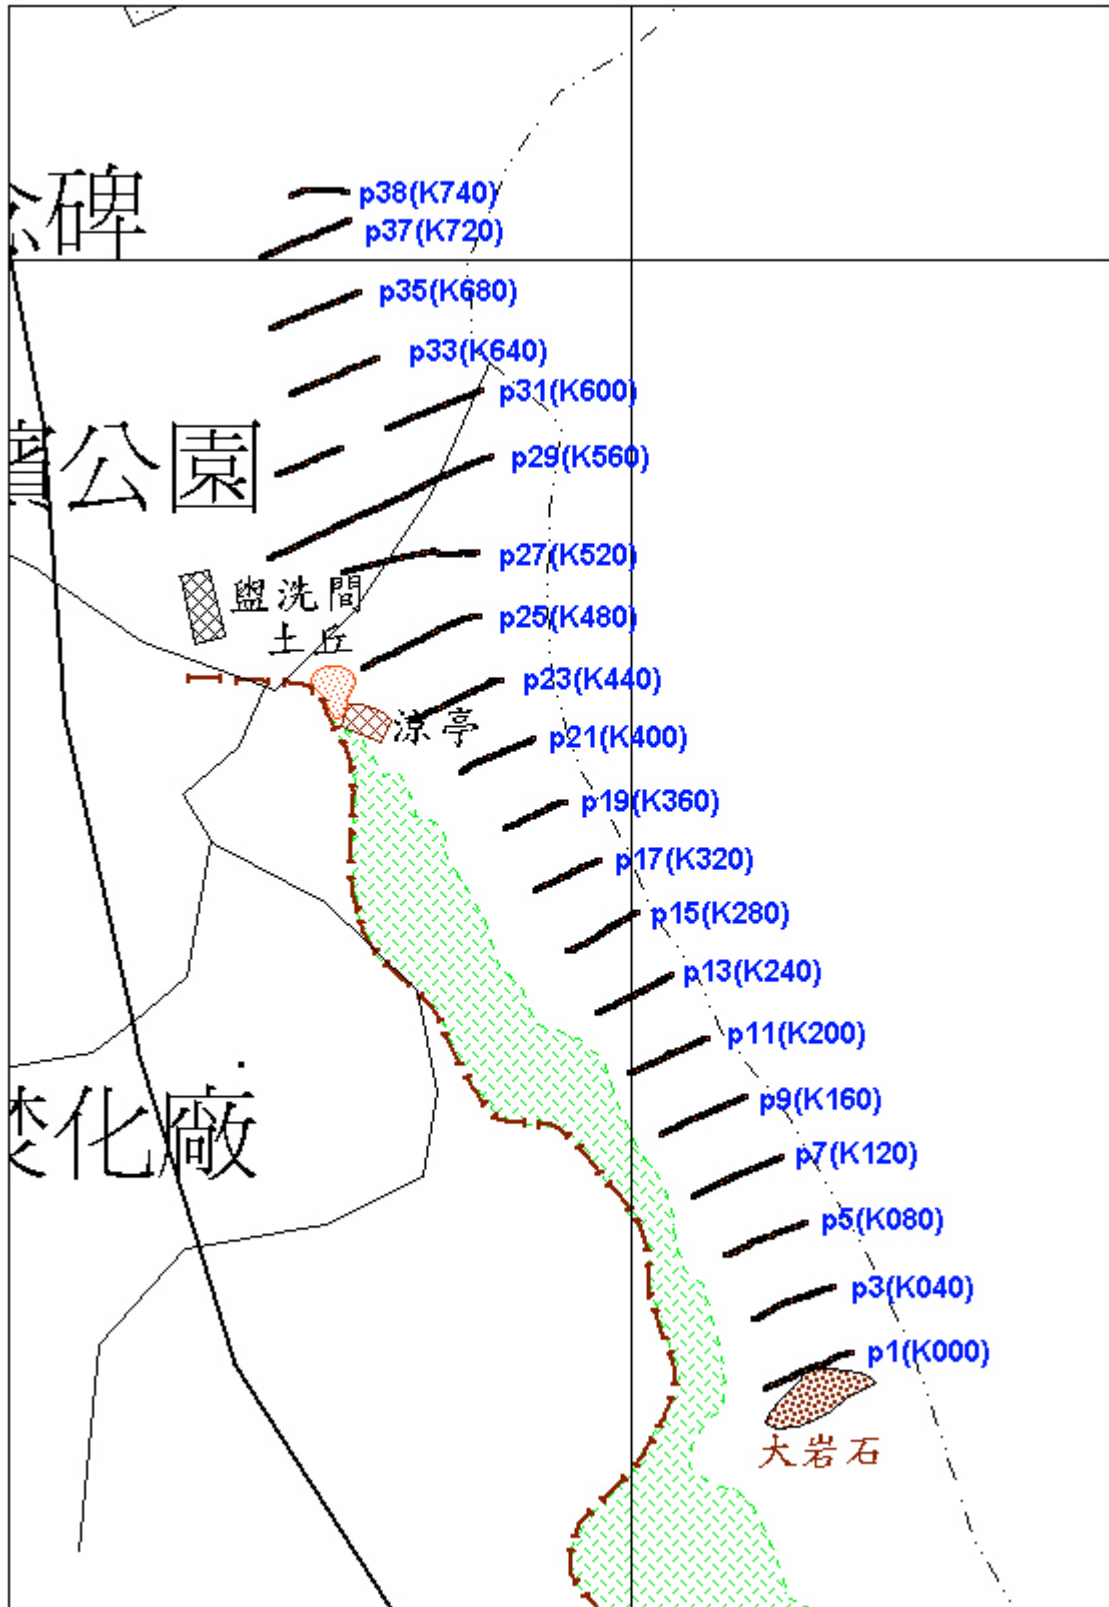 碑
p38(K740)
p37(K720)
p35(K680)
p33(K640)
p31(K600)
公園
p29(K560)
p27(K520)
盥洗間
p25(K480)
土丘
p23(K440)
涼亭
p21(K400)
p19(K360)
p17(K320)
p15(K280)
p13(K240)
p11(K200)
p9(K160)
化廠
p7(K120)
p5(K080)
p3(K040)
p1(K000)
大岩石